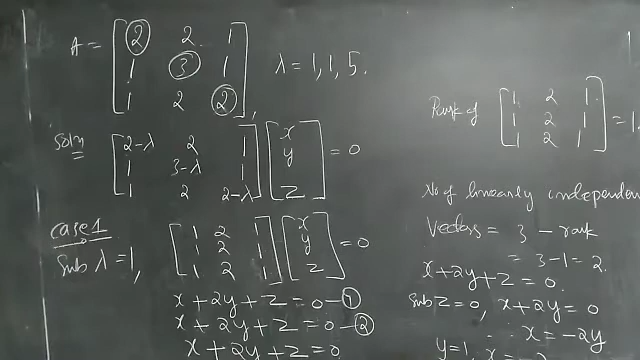 A = [ 2 2 1
1 3 1
1 2 2 ], λ = 1, 1, 5.
Soln [ 2-λ 2 1
1 3-λ 1
1 2 2-λ ] [ x
y
z ] = 0
case 1
Sub λ = 1, [ 1 2 1
1 2 1
1 2 1 ] [ x
y
z ] = 0
x + 2y + z = 0 - ①
x + 2y + z = 0 - ②
x + 2y + z = 0
Rank of [ 1 2 1
1 2 1
1 2 1 ] = 1.
No of linearly independen
Vectors = 3 - rank
= 3 - 1 = 2.
x + 2y + z = 0.
Sub z = 0, x + 2y = 0
x = -2y
y = 1,